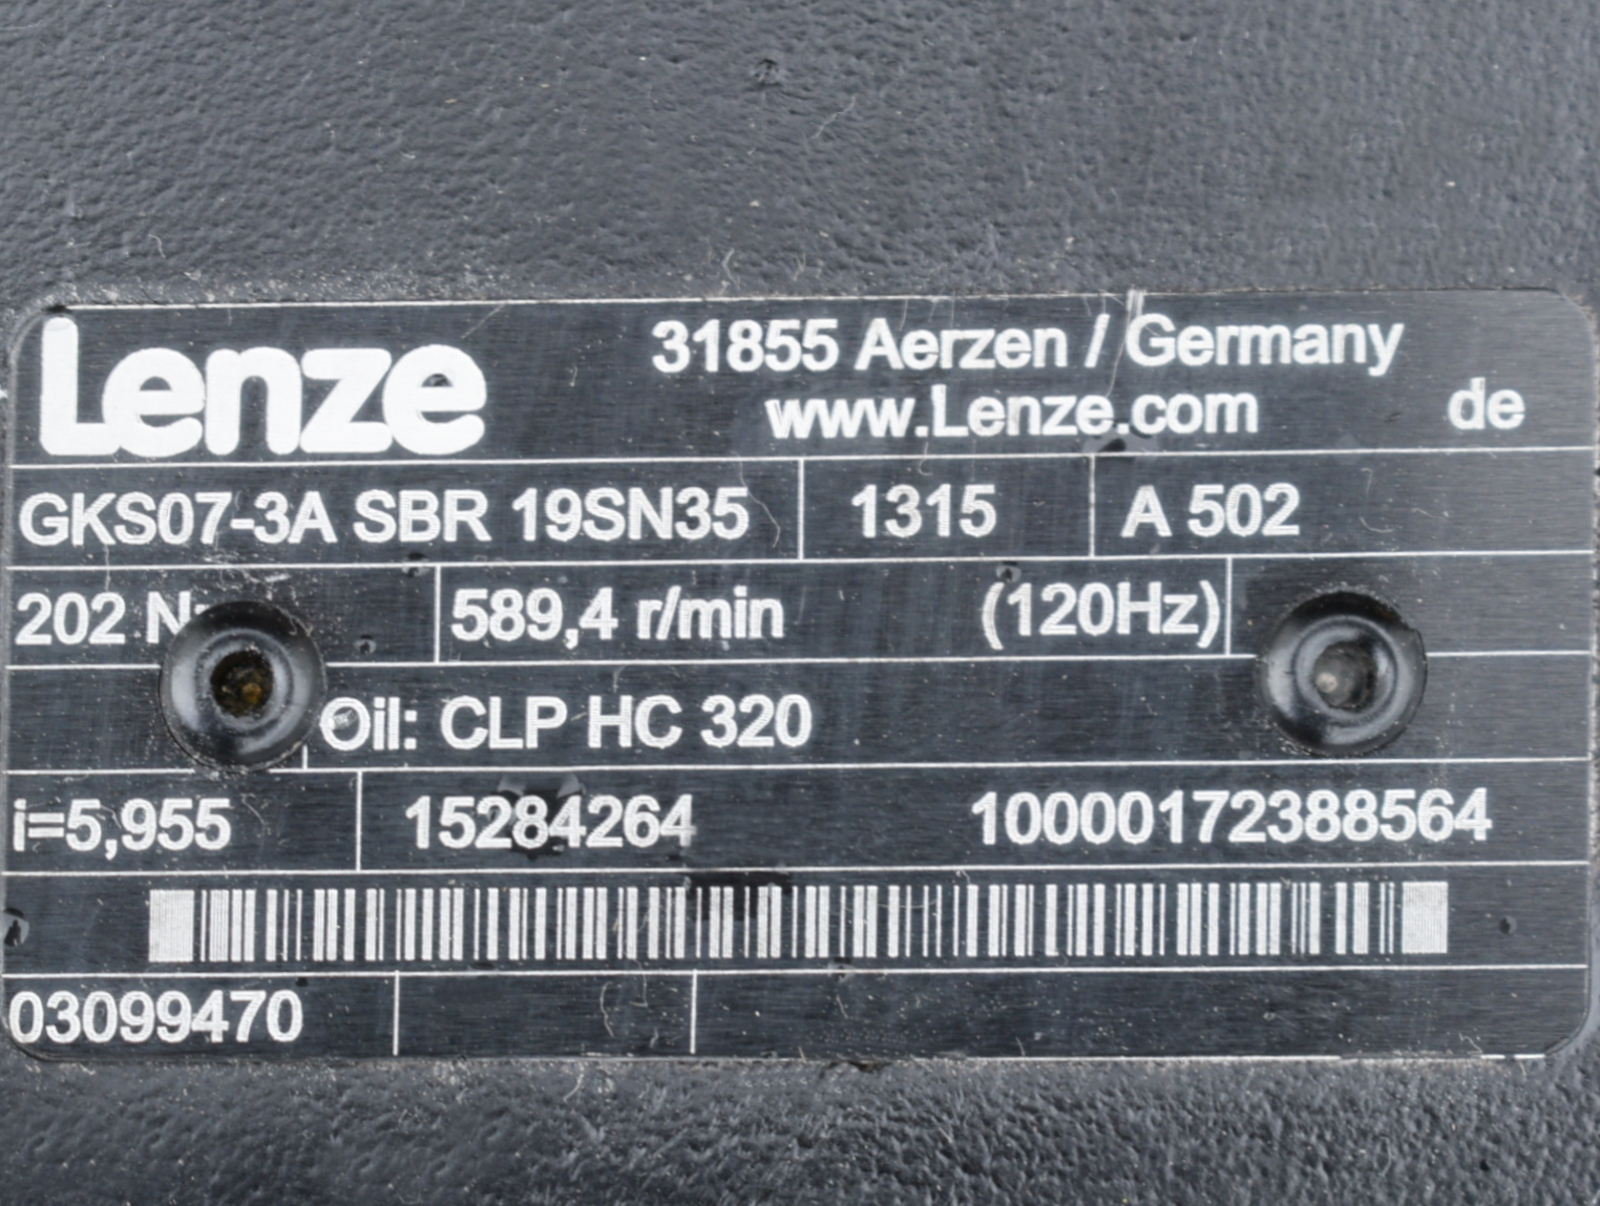 Lenze
31855 Aerzen / Germany
www.Lenze.com de
GKS07-3A SBR 19SN35 1315 A 502
202 589,4 r/min (120Hz)
Oil: CLP HC 320
i=5,955 15284264 10000172388564
03099470